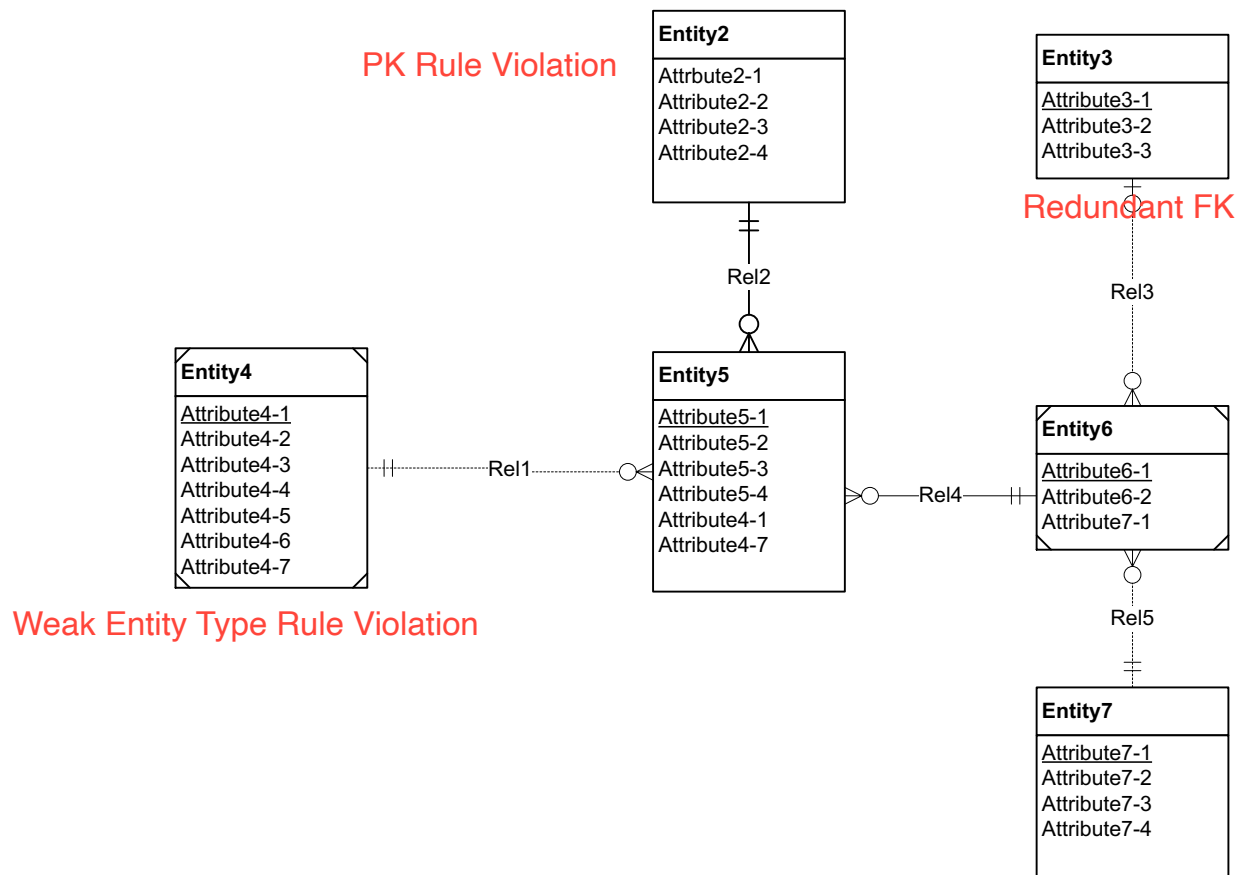 PK Rule Violation
Entity2
Attrbute2-1
Attribute2-2
Attribute2-3
Attribute2-4
Entity3
Attribute3-1
Attribute3-2
Attribute3-3
Redundant FK
Rel2
Rel3
Entity4
Attribute4-1
Attribute4-2
Attribute4-3
Attribute4-4
Attribute4-5
Attribute4-6
Attribute4-7
Rel1
Entity5
Attribute5-1
Attribute5-2
Attribute5-3
Attribute5-4
Attribute4-1
Attribute4-7
Rel4
Entity6
Attribute6-1
Attribute6-2
Attribute7-1
Weak Entity Type Rule Violation
Rel5
Entity7
Attribute7-1
Attribute7-2
Attribute7-3
Attribute7-4